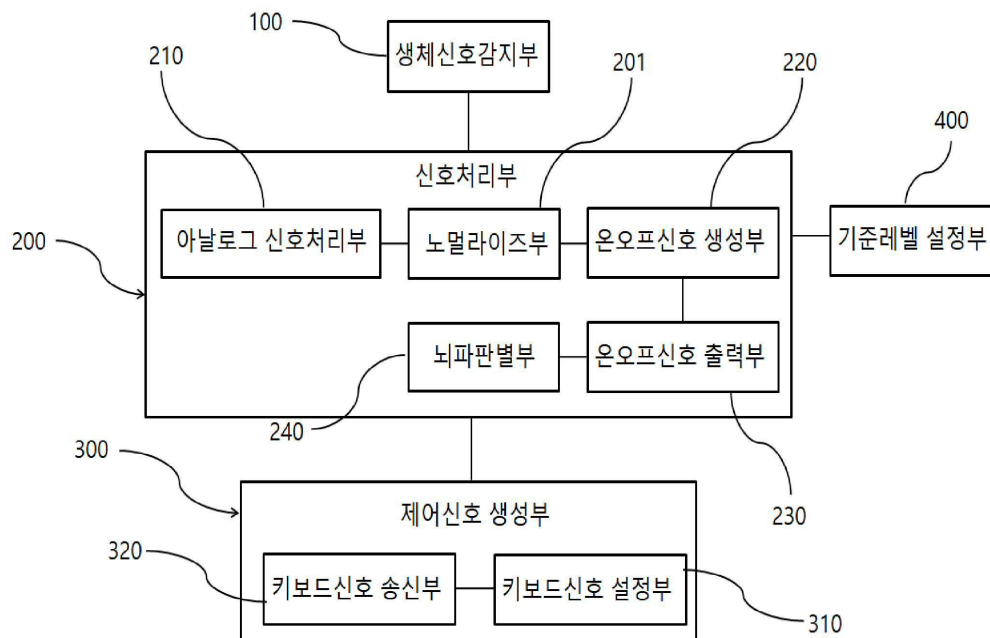 100
생체신호감지부
210
201
220
400
신호처리부
아날로그 신호처리부
노멀라이즈부
온오프신호 생성부
기준레벨 설정부
200
뇌파판별부
온오프신호 출력부
240
230
300
제어신호 생성부
320
키보드신호 송신부
키보드신호 설정부
310